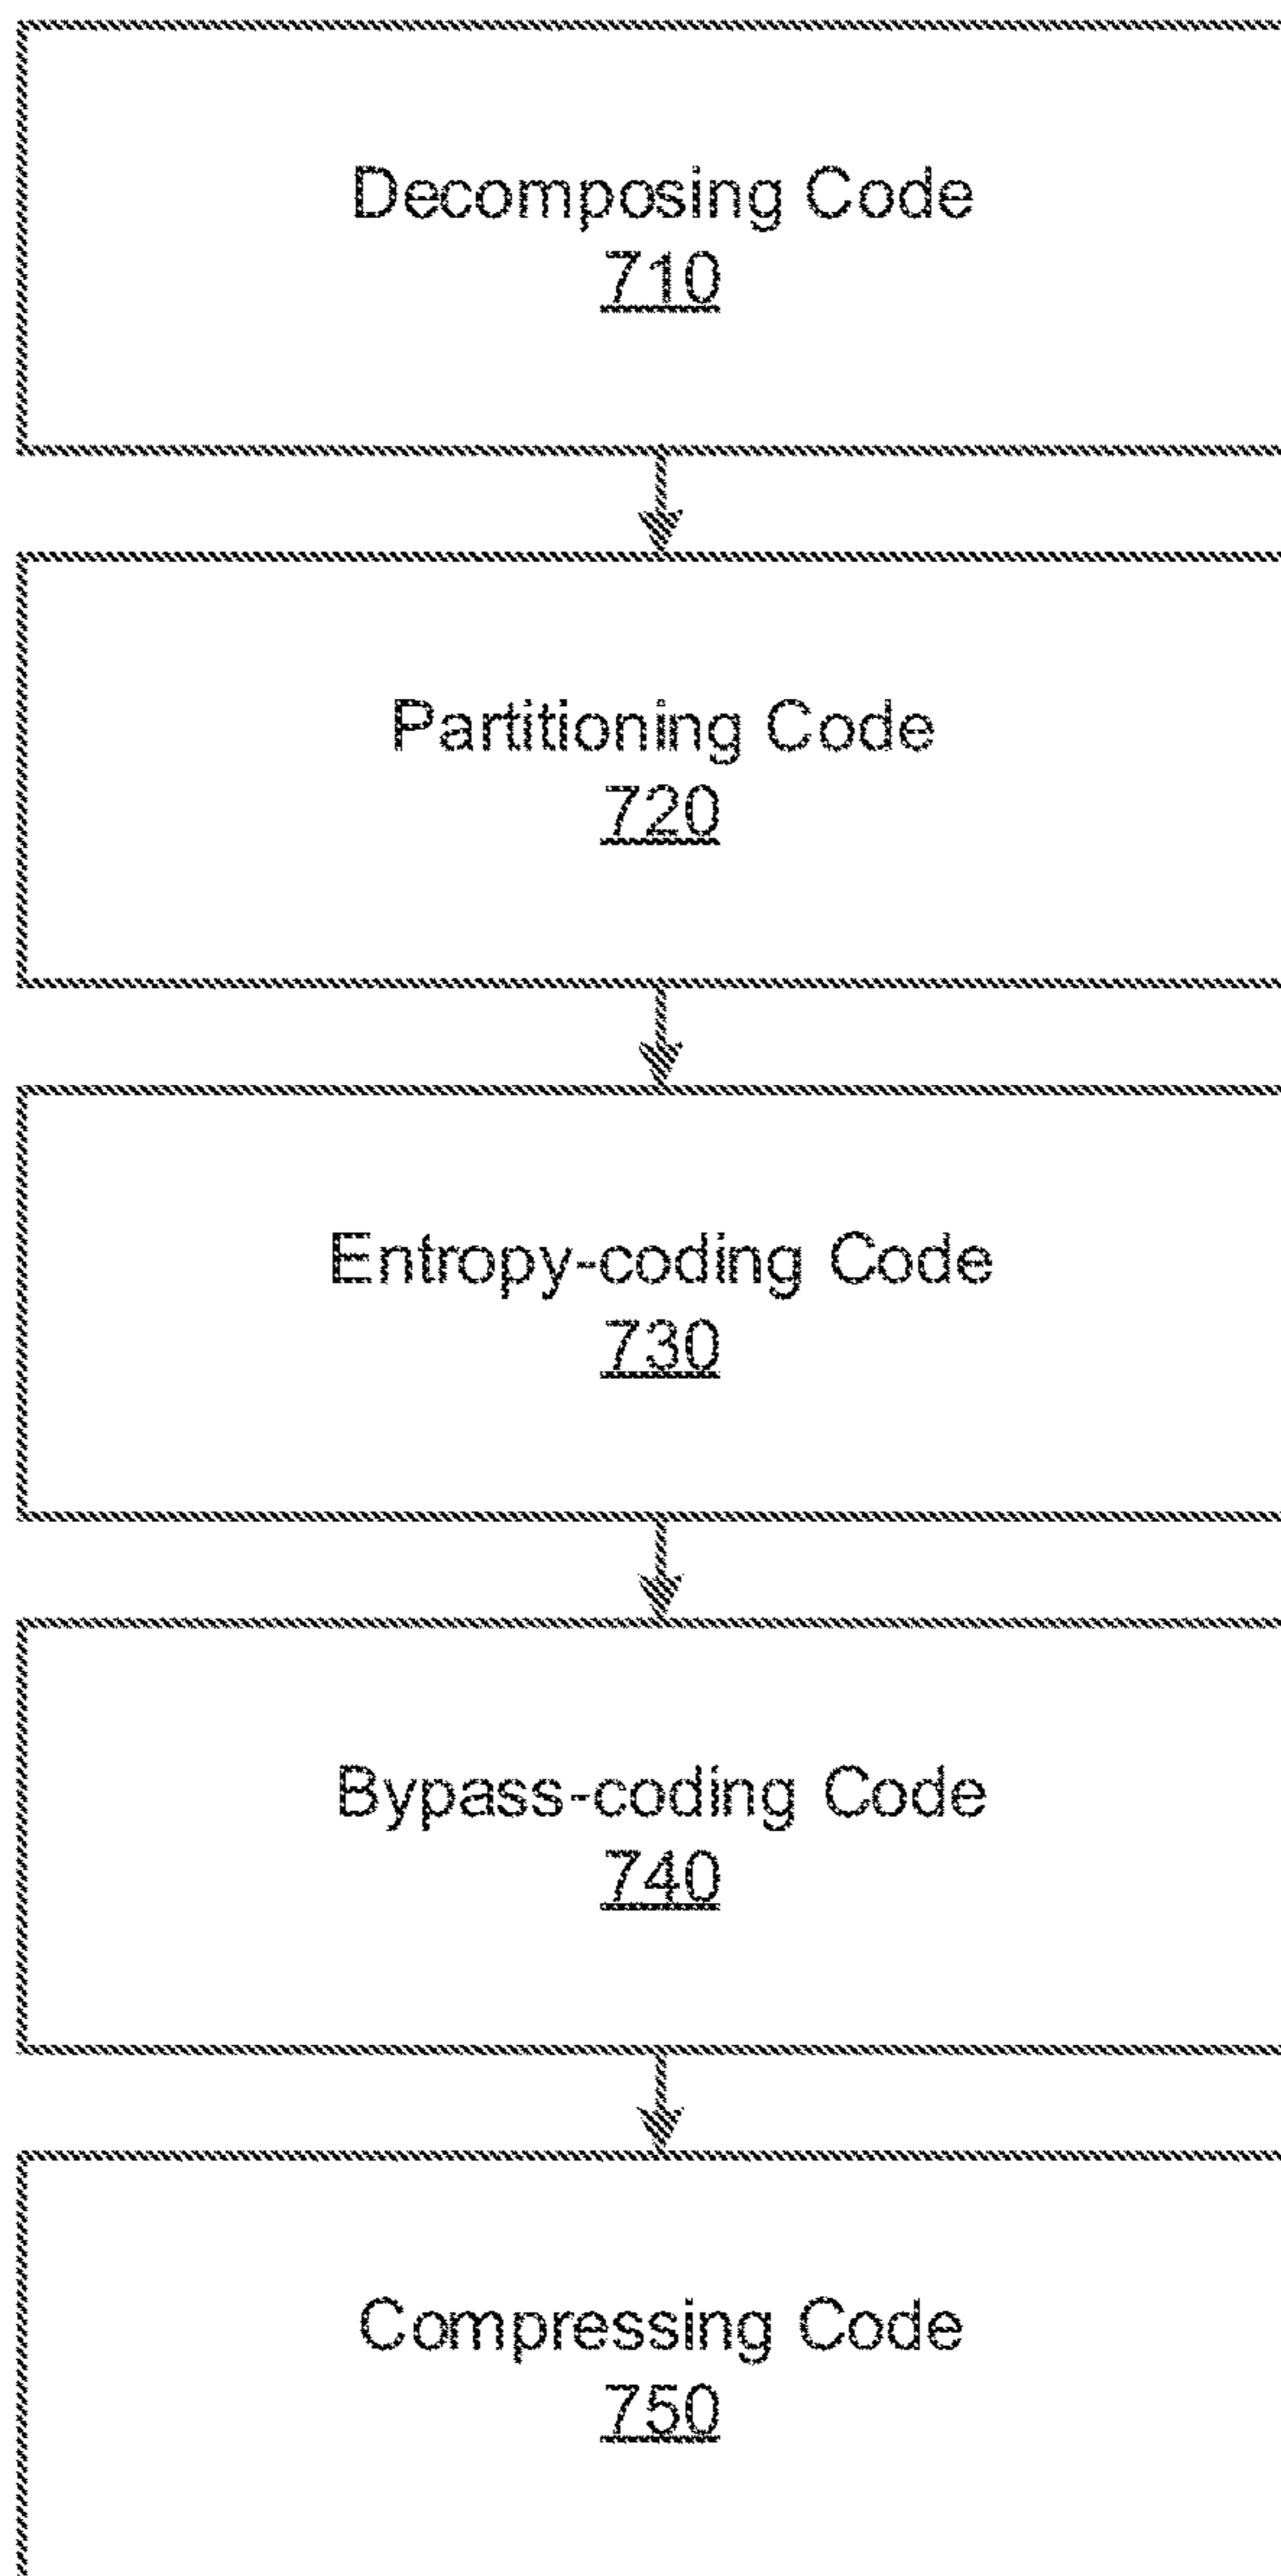 Decomposing Code
710
Partitioning Code
720
Entropy-coding Code
730
Bypass-coding Code
740
Compressing Code
750